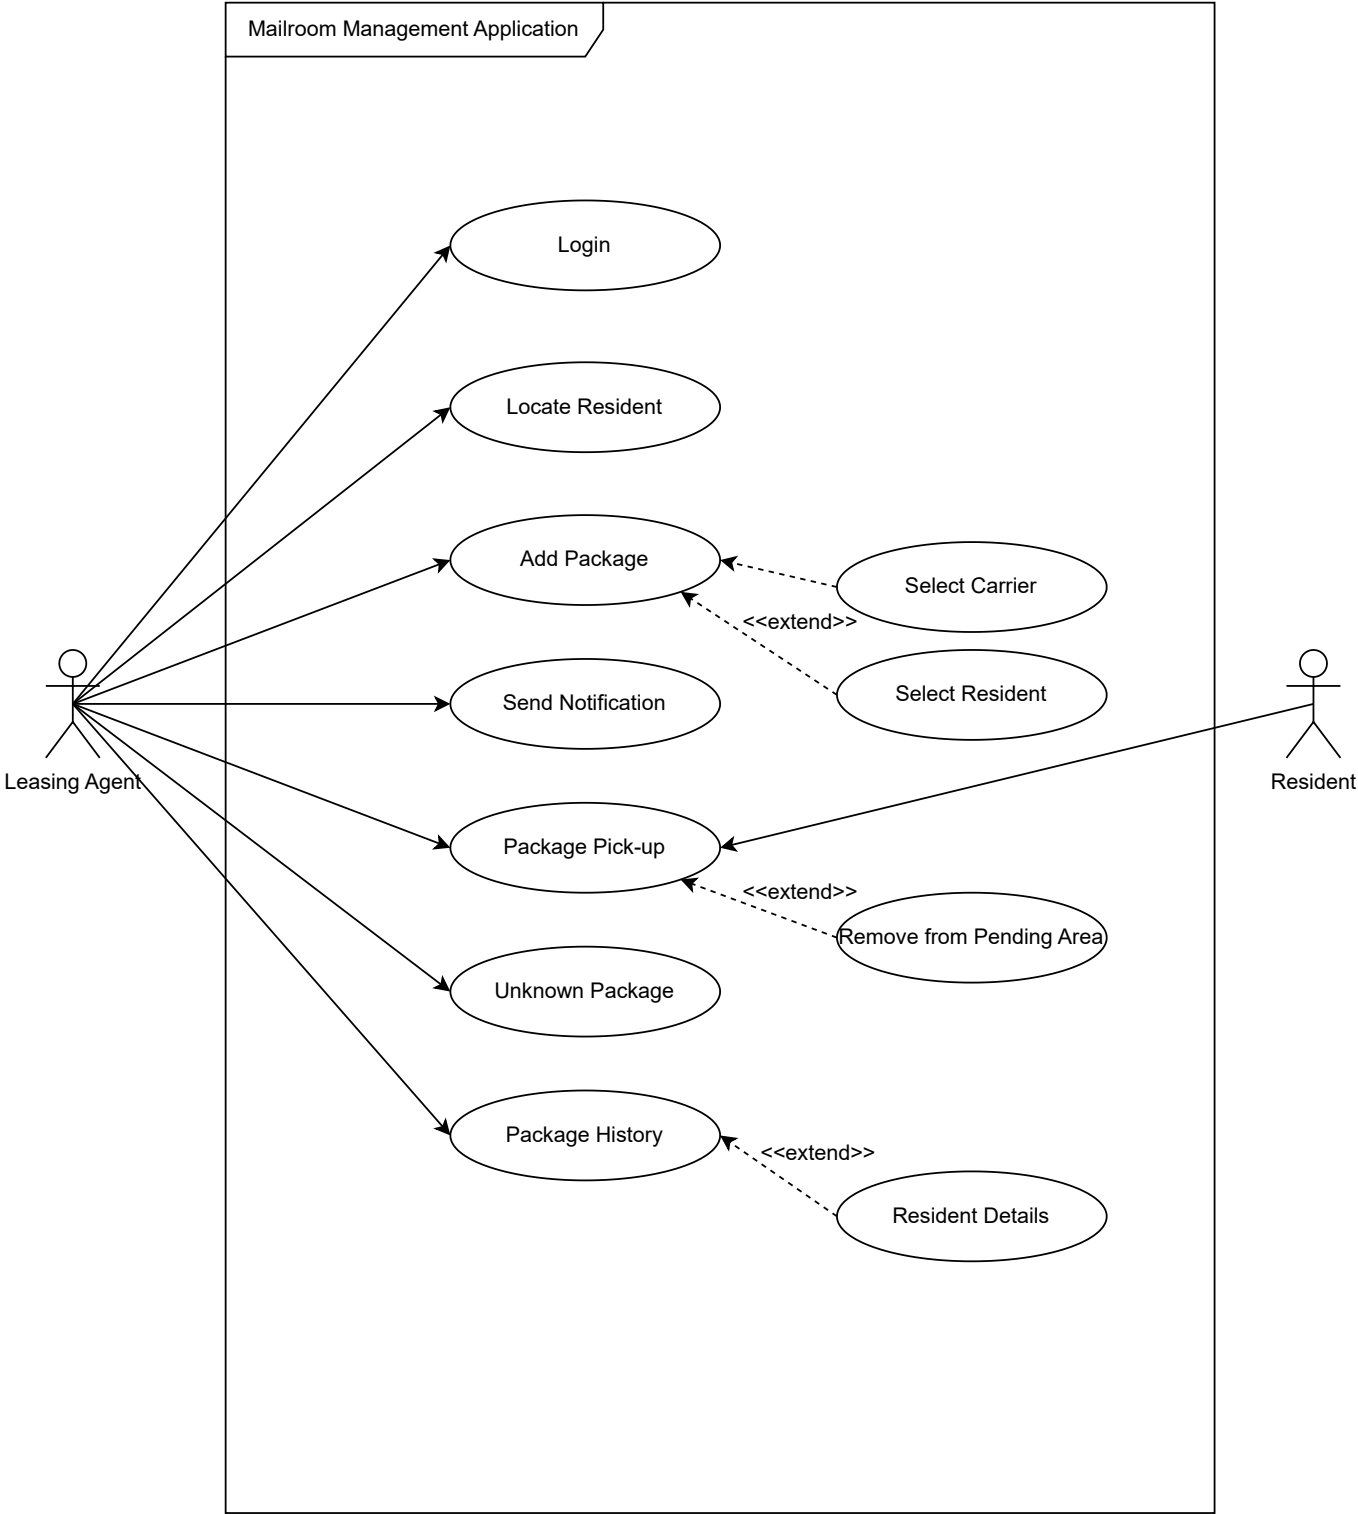 Mailroom Management Application
Login
Locate Resident
Add Package
Select Carrier
<<extend>>
Select Resident
Send Notification
Leasing Agent
Resident
Package Pick-up
<<extend>>
Remove from Pending Area
Unknown Package
Package History
<<extend>>
Resident Details